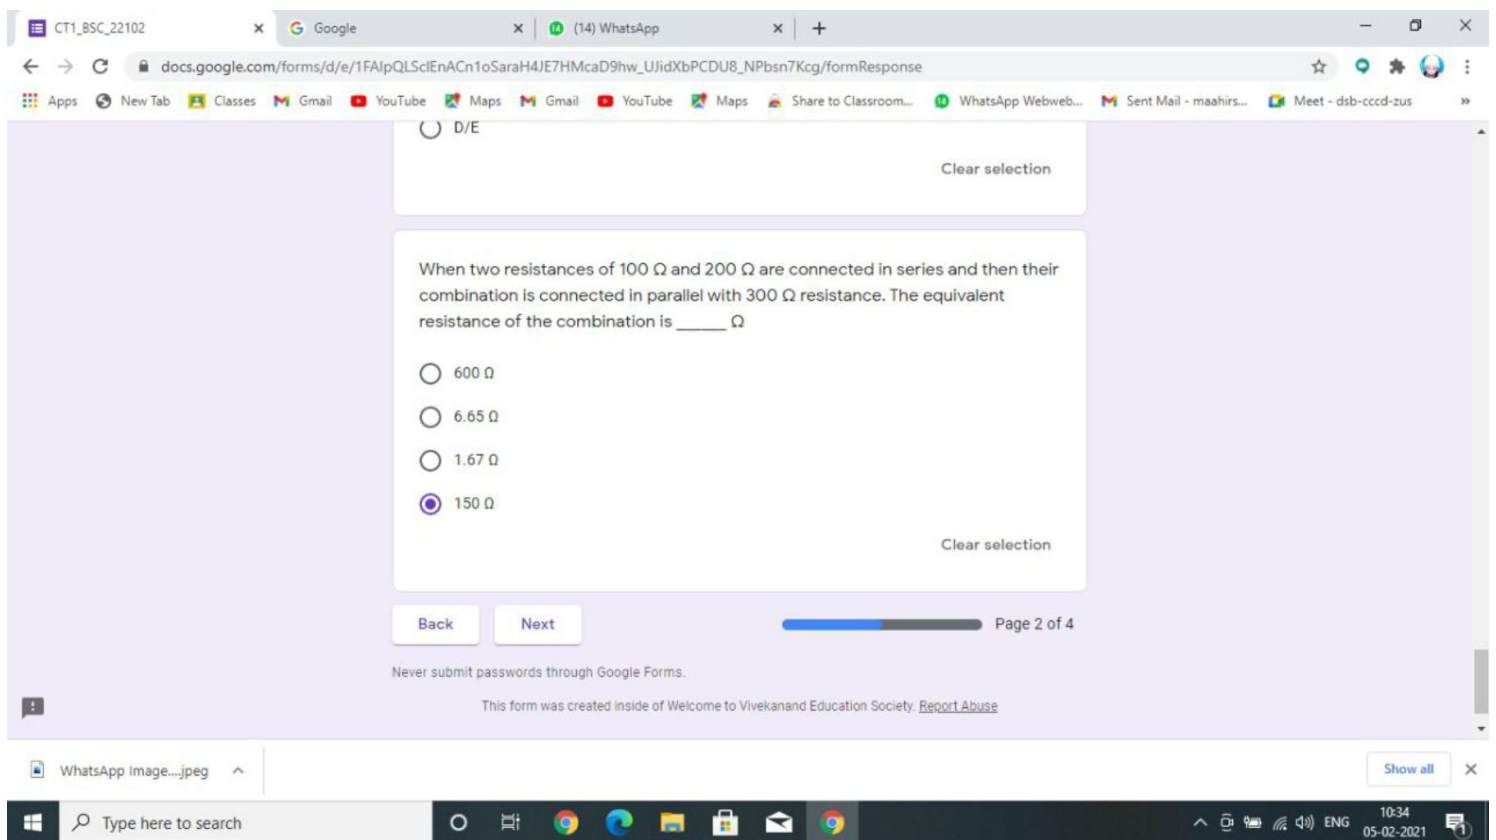 CT1_BSC_22102
Google
(14) WhatsApp
docs.google.com/forms/d/e/1FAIpQLSclEnACn1oSaraH4JE7HMcaD9hw_UJidXbPCDU8_NPbsn7Kcg/formResponse
Apps New Tab Classes Gmail YouTube Maps Gmail YouTube Maps Share to Classroom... WhatsApp Webweb... Sent Mail - maahirs... Meet - dsb-cccd-zus »
D/E
Clear selection
When two resistances of 100 Ω and 200 Ω are connected in series and then their
combination is connected in parallel with 300 Ω resistance. The equivalent
resistance of the combination is ______ Ω
600 Ω
6.65 Ω
1.67 Ω
150 Ω
Clear selection
Back Next Page 2 of 4
Never submit passwords through Google Forms.
This form was created inside of Welcome to Vivekanand Education Society. Report Abuse
WhatsApp Image....jpeg
Show all
Type here to search
ENG
10:34
05-02-2021